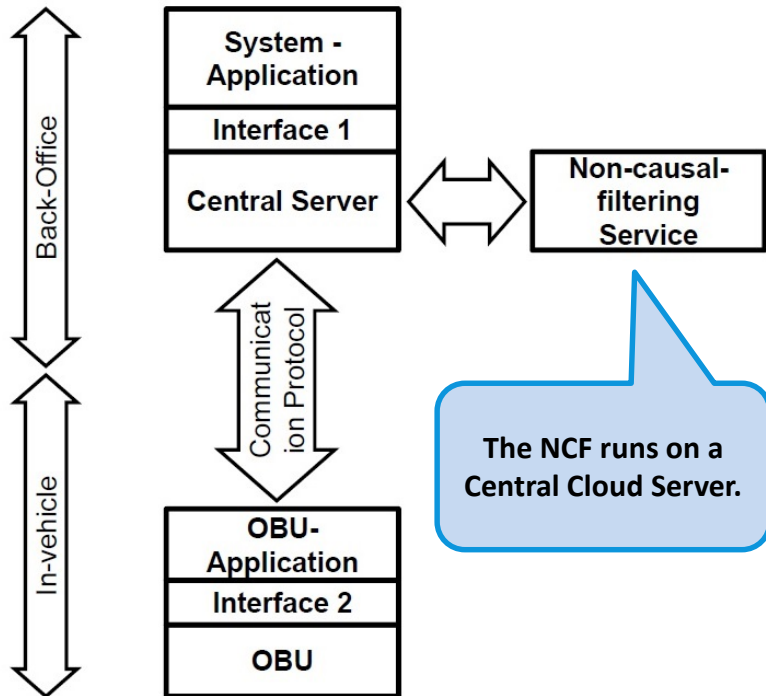 System -
Application
Interface 1
Central Server
Non-causal-
filtering
Service
Back-Office
Communicat
ion Protocol
The NCF runs on a
Central Cloud Server.
In-vehicle
OBU-
Application
Interface 2
OBU